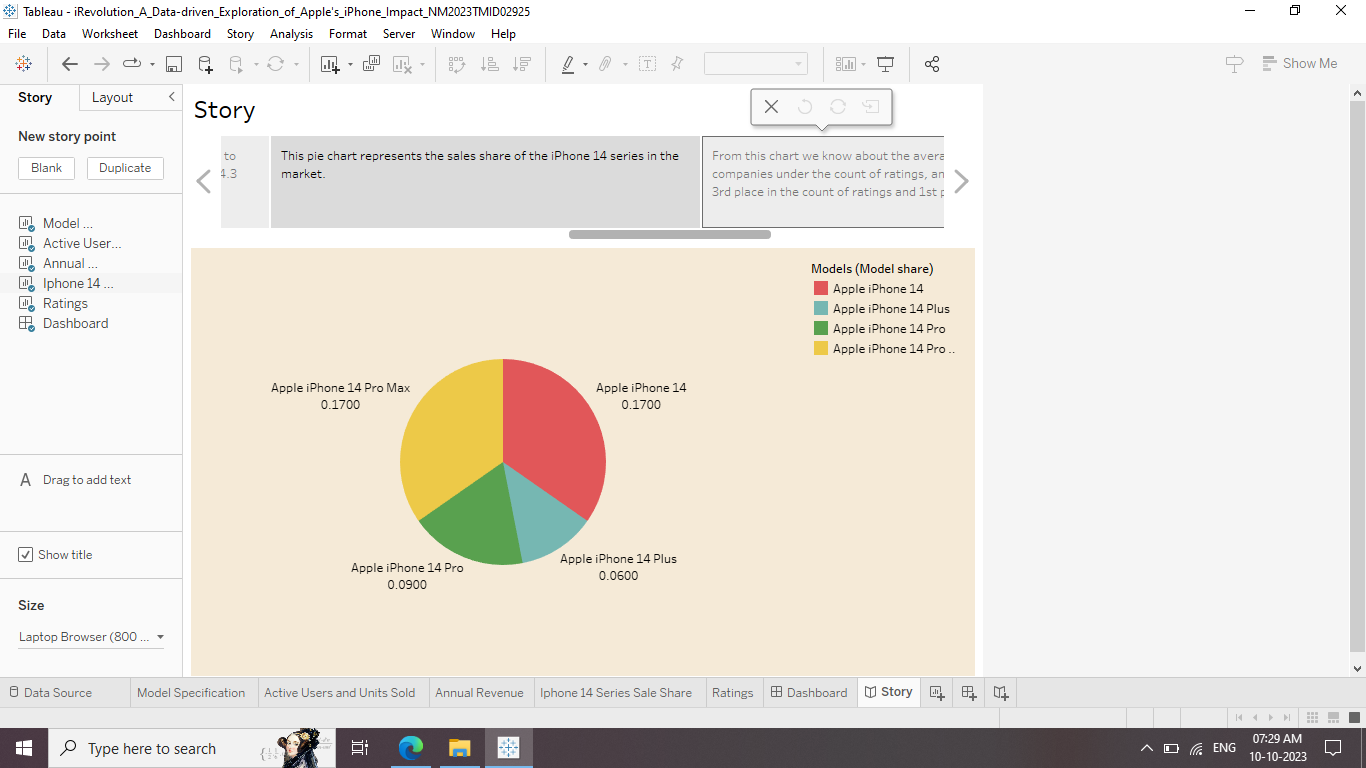 Tableau - iRevolution_A_Data-driven_Exploration_of_Apple's_iPhone_Impact_NM2023TMID02925
File Data Worksheet Dashboard Story Analysis Format Server Window Help
Show Me
Story Layout
New story point
Blank Duplicate
Model ...
Active User...
Annual ...
Iphone 14 ...
Ratings
Dashboard
A Drag to add text
Show title
Size
Laptop Browser (800 ...
Story
to
4.3
This pie chart represents the sales share of the iPhone 14 series in the
market.
From this chart we know about the avera
companies under the count of ratings, an
3rd place in the count of ratings and 1st p
Models (Model share)
Apple iPhone 14
Apple iPhone 14 Plus
Apple iPhone 14 Pro
Apple iPhone 14 Pro ..
Apple iPhone 14 Pro Max
0.1700
Apple iPhone 14
0.1700
Apple iPhone 14 Pro
0.0900
Apple iPhone 14 Plus
0.0600
Data Source Model Specification Active Users and Units Sold Annual Revenue Iphone 14 Series Sale Share Ratings Dashboard Story
Type here to search
ENG
07:29 AM
10-10-2023